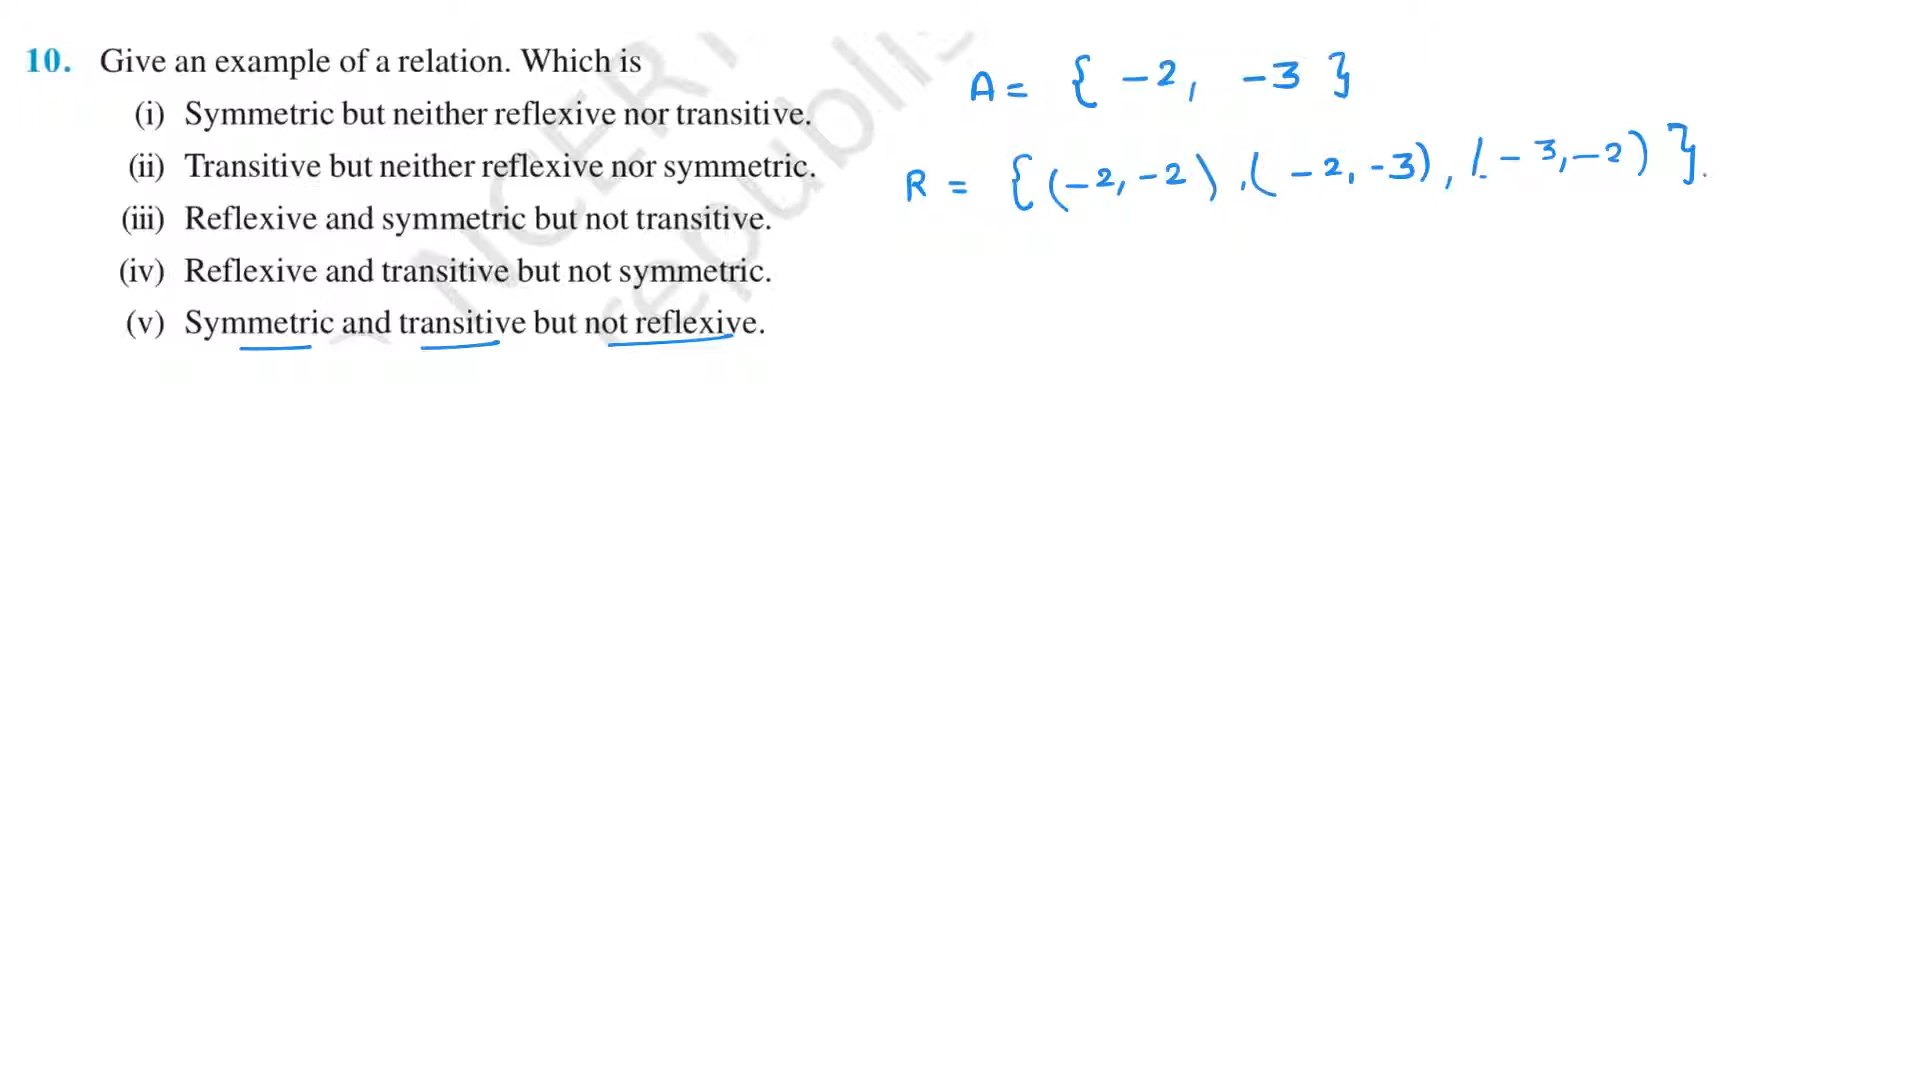 10. Give an example of a relation. Which is
(i) Symmetric but neither reflexive nor transitive.
(ii) Transitive but neither reflexive nor symmetric.
(iii) Reflexive and symmetric but not transitive.
(iv) Reflexive and transitive but not symmetric.
(v) Symmetric and transitive but not reflexive.
A = { -2, -3 }
R = {(-2, -2), (-2, -3), (-3, -2) }.
NCERT
republis